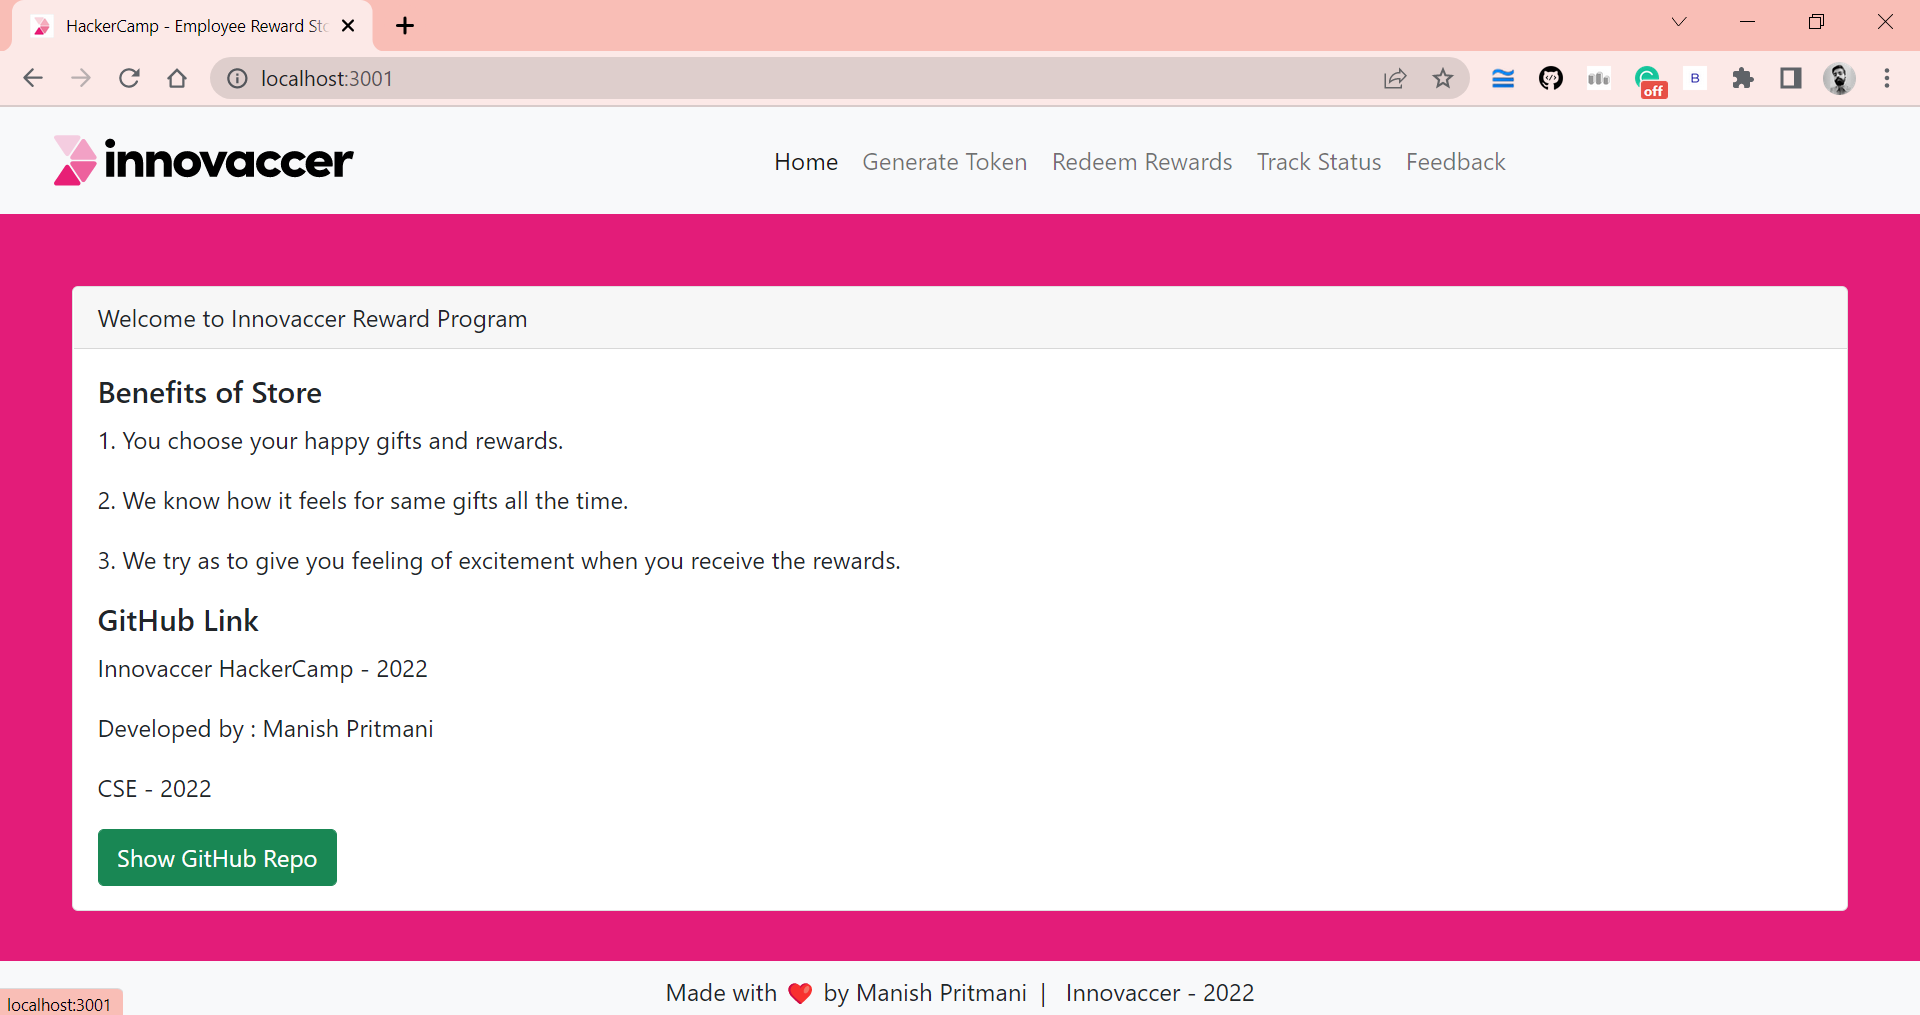 HackerCamp - Employee Reward Sto
localhost:3001
off
B
innovaccer
Home Generate Token Redeem Rewards Track Status Feedback
Welcome to Innovaccer Reward Program
Benefits of Store
1. You choose your happy gifts and rewards.
2. We know how it feels for same gifts all the time.
3. We try as to give you feeling of excitement when you receive the rewards.
GitHub Link
Innovaccer HackerCamp - 2022
Developed by : Manish Pritmani
CSE - 2022
Show GitHub Repo
Made with ❤️ by Manish Pritmani | Innovaccer - 2022
localhost:3001